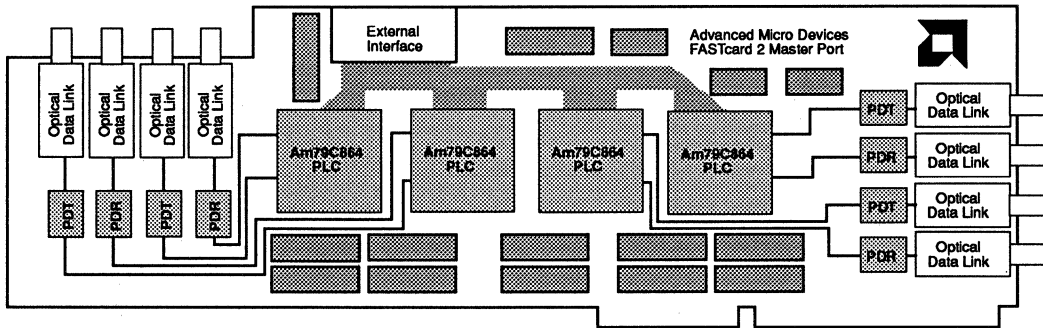 External
Interface
Advanced Micro Devices
FASTcard 2 Master Port
Optical
Data Link
Optical
Data Link
Optical
Data Link
Optical
Data Link
PDT
PDR
PDT
PDR
Am79C864
PLC
Am79C864
PLC
Am79C864
PLC
Am79C864
PLC
PDT
Optical
Data Link
PDR
Optical
Data Link
PDT
Optical
Data Link
PDR
Optical
Data Link